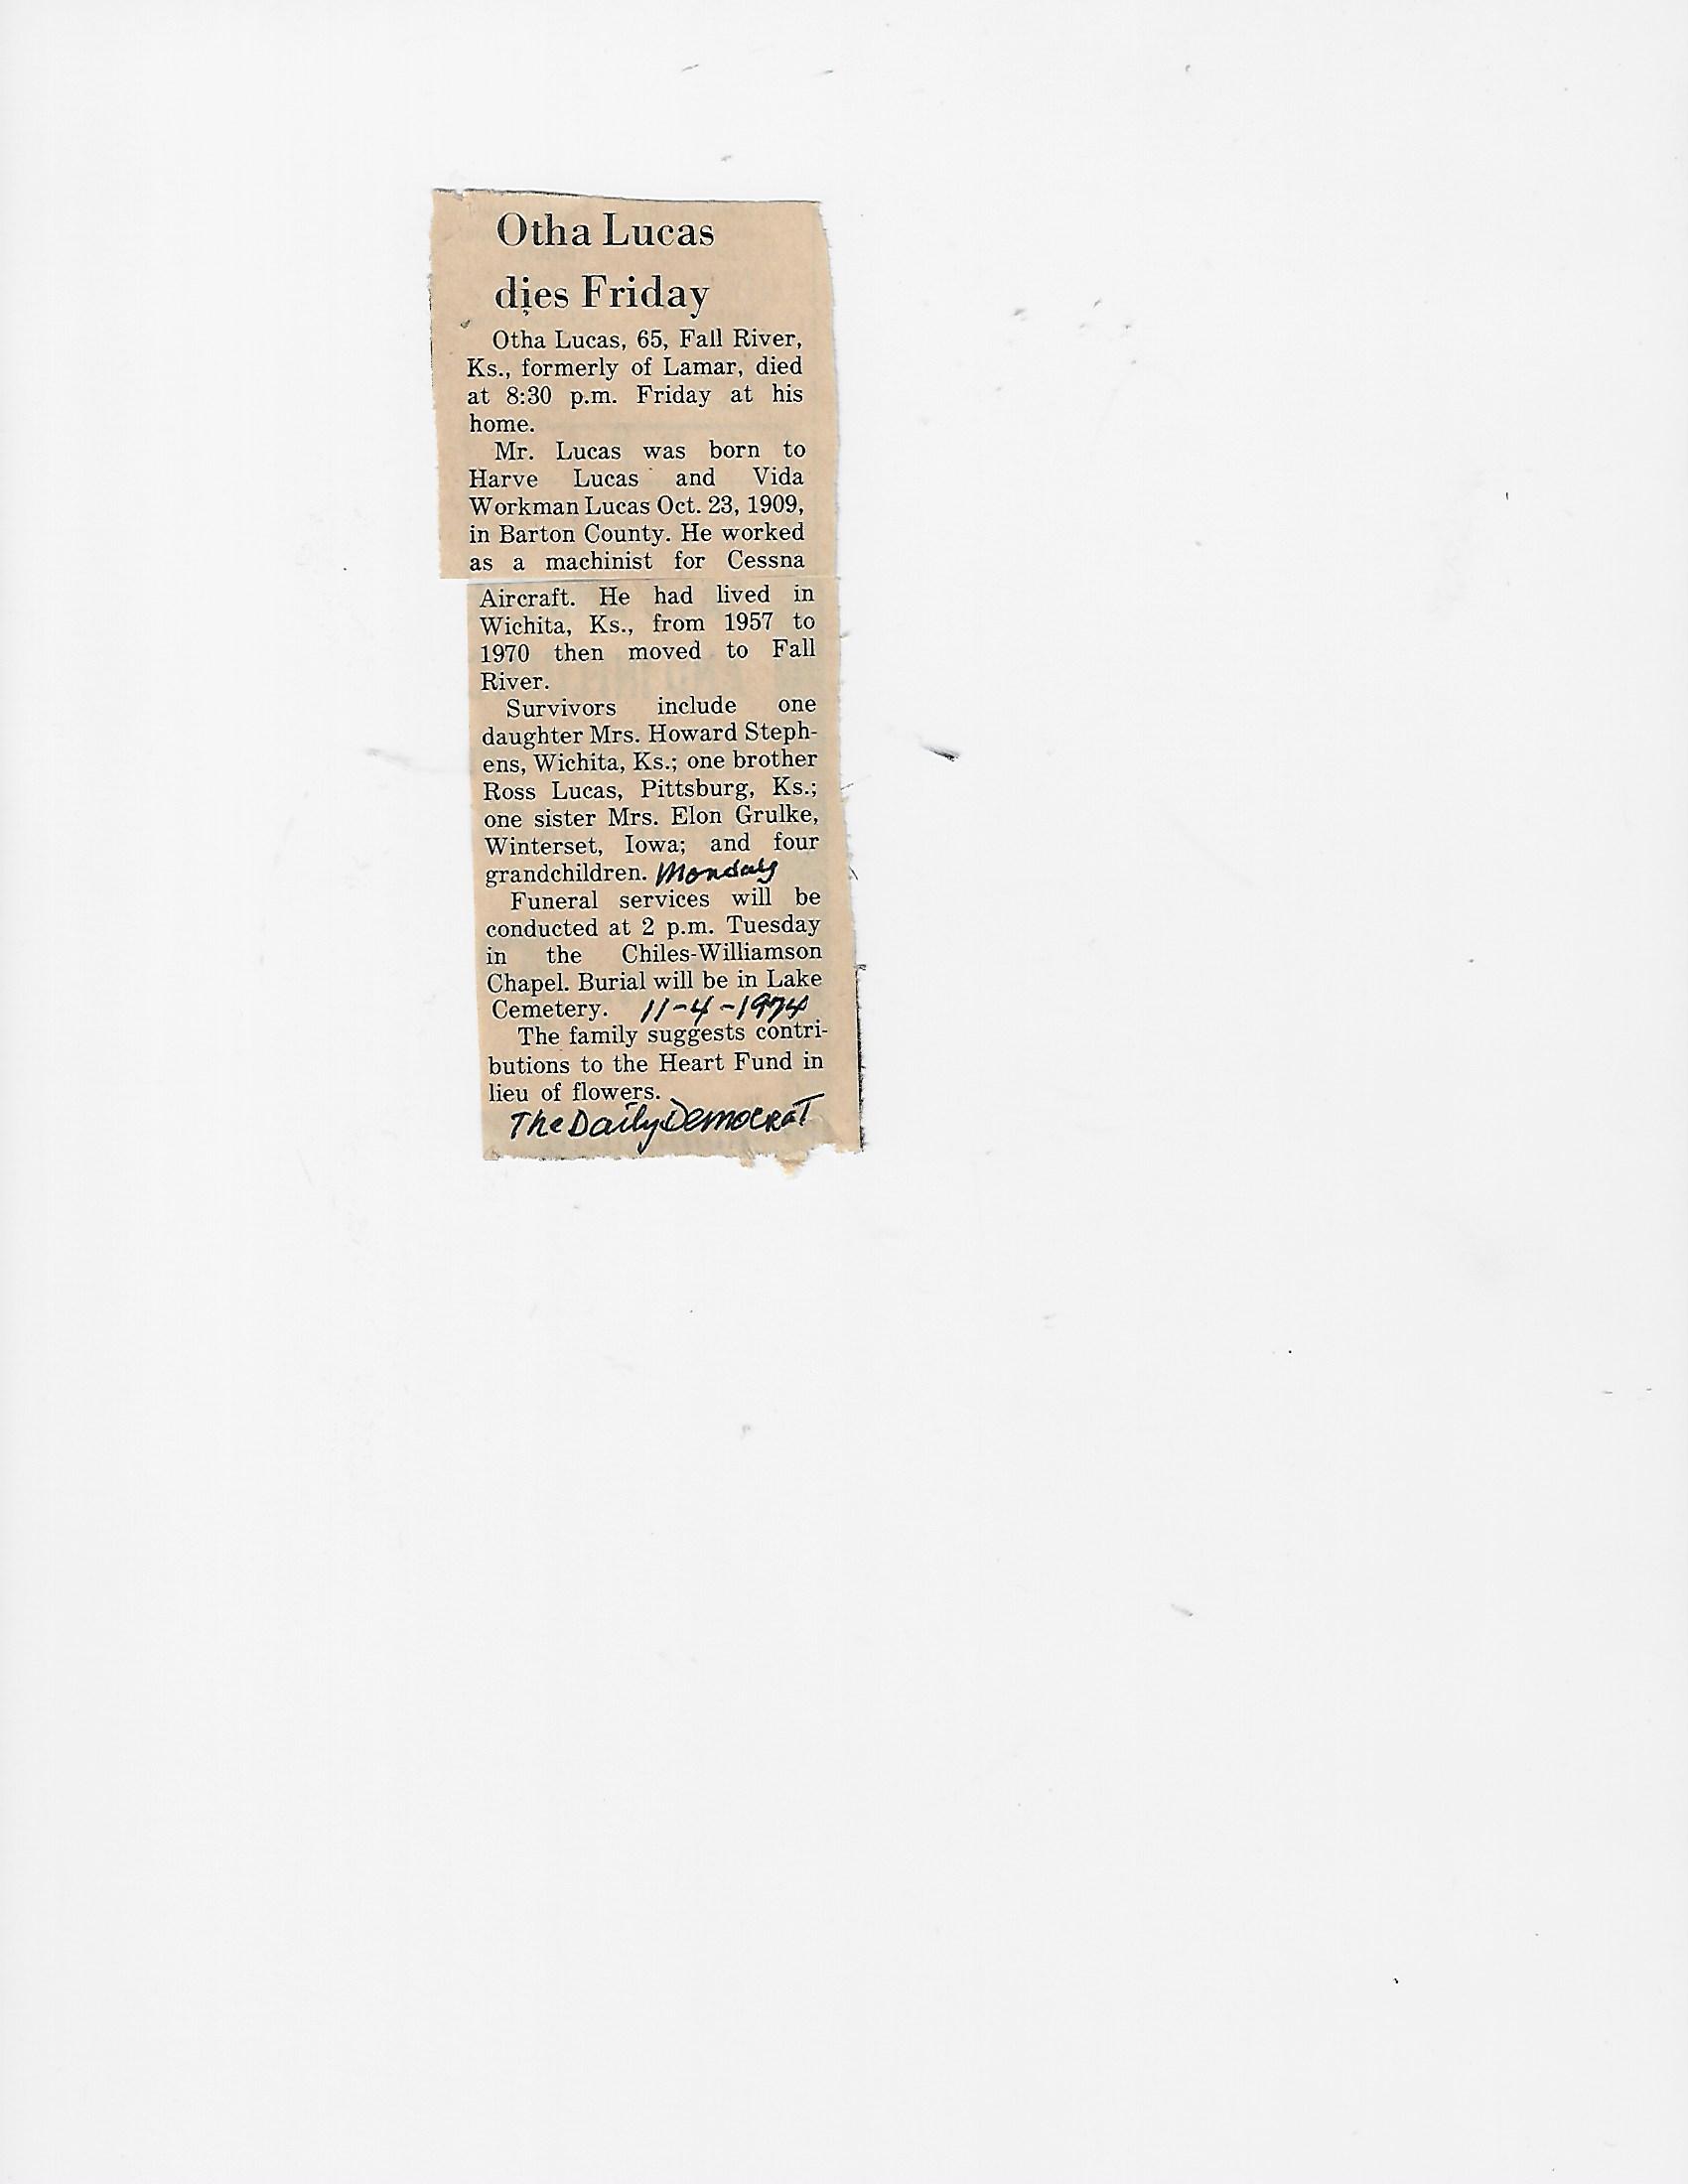 Otha Lucas
dies Friday
Otha Lucas, 65, Fall River,
Ks., formerly of Lamar, died
at 8:30 p.m. Friday at his
home.
Mr. Lucas was born to
Harve Lucas and Vida
Workman Lucas Oct. 23, 1909,
in Barton County. He worked
as a machinist for Cessna
Aircraft. He had lived in
Wichita, Ks., from 1957 to
1970 then moved to Fall
River.
Survivors include one
daughter Mrs. Howard Steph-
ens, Wichita, Ks.; one brother
Ross Lucas, Pittsburg, Ks.;
one sister Mrs. Elon Grulke,
Winterset, Iowa; and four
grandchildren. Monday
Funeral services will be
conducted at 2 p.m. Tuesday
in the Chiles-Williamson
Chapel. Burial will be in Lake
Cemetery. 11-4-1974
The family suggests contri-
butions to the Heart Fund in
lieu of flowers.
The Daily Democrat